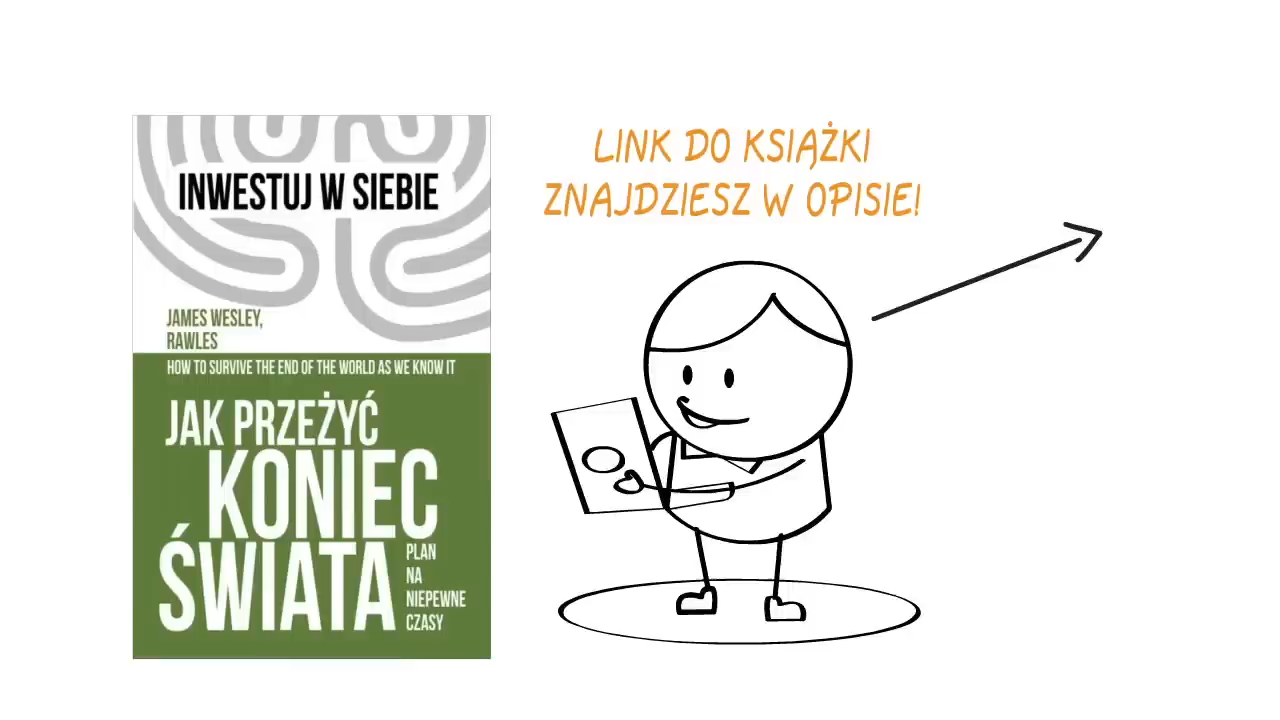 INWESTUJ W SIEBIE
JAMES WESLEY,
RAWLES
HOW TO SURVIVE THE END OF THE WORLD AS WE KNOW IT
JAK PRZEŻYĆ
KONIEC
ŚWIATA
PLAN
NA
NIEPEWNE
CZASY
LINK DO KSIĄŻKI
ZNAJDZIESZ W OPISIE!